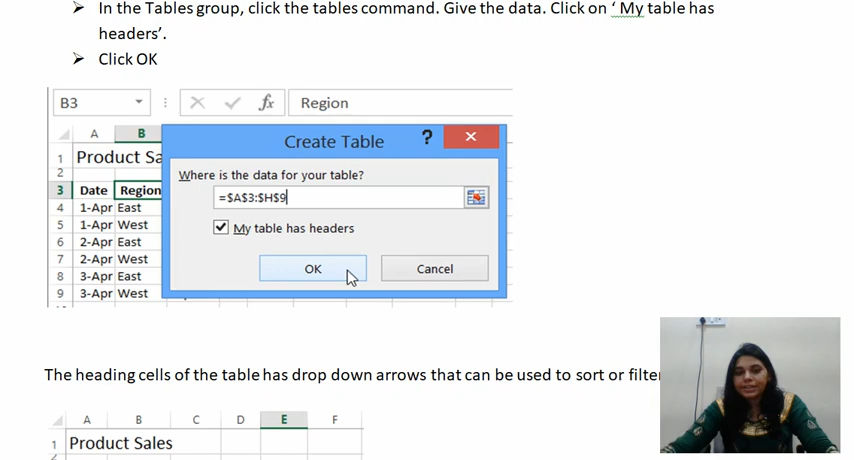 ➢ In the Tables group, click the tables command. Give the data. Click on ‘ My table has
headers’.
➢ Click OK
B3 fx Region
A B
1 Product Sa
2
3 Date Region
4 1-Apr East
5 1-Apr West
6 2-Apr East
7 2-Apr West
8 3-Apr East
9 3-Apr West
Create Table ?
Where is the data for your table?
=$A$3:$H$9
My table has headers
OK Cancel
The heading cells of the table has drop down arrows that can be used to sort or filter
A B C D E F
1 Product Sales